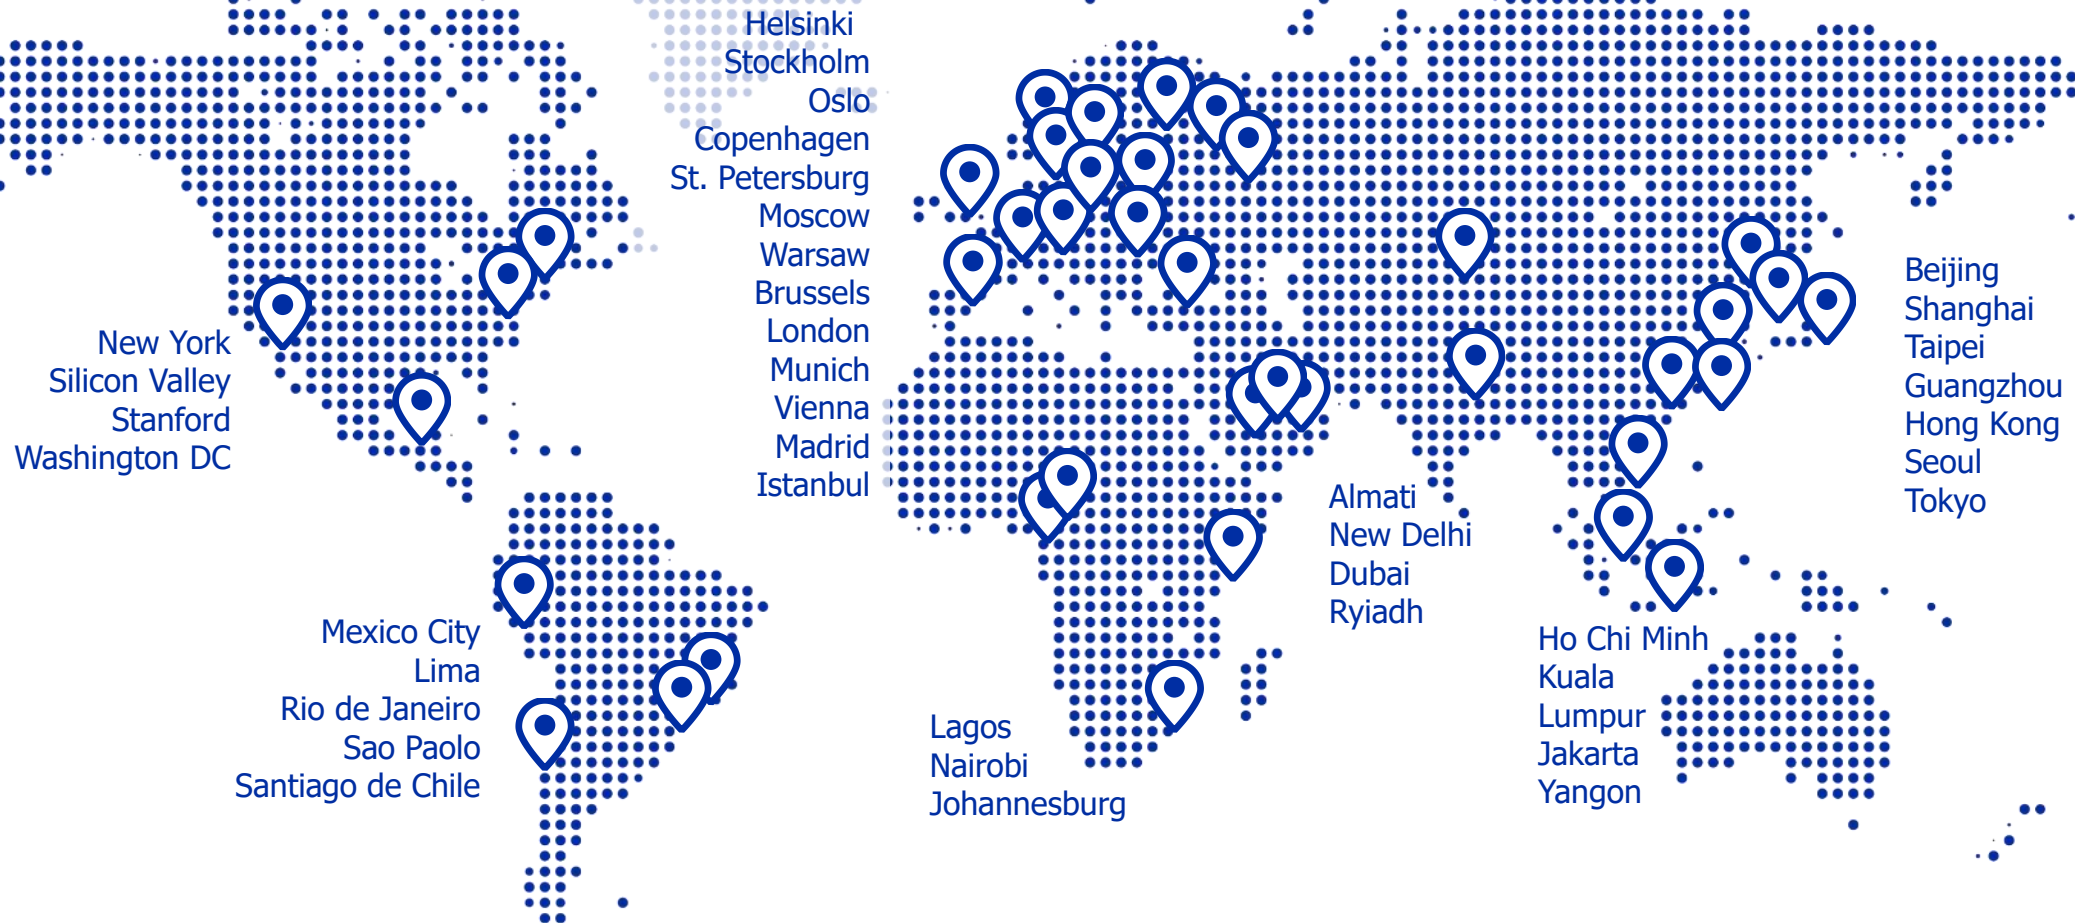 Helsinki
Stockholm
Oslo
Copenhagen
St. Petersburg
Moscow
Warsaw
Brussels
London
Munich
Vienna
Madrid
Istanbul
New York
Silicon Valley
Stanford
Washington DC
Mexico City
Lima
Rio de Janeiro
Sao Paolo
Santiago de Chile
Lagos
Nairobi
Johannesburg
Almati
New Delhi
Dubai
Ryiadh
Ho Chi Minh
Kuala
Lumpur
Jakarta
Yangon
Beijing
Shanghai
Taipei
Guangzhou
Hong Kong
Seoul
Tokyo